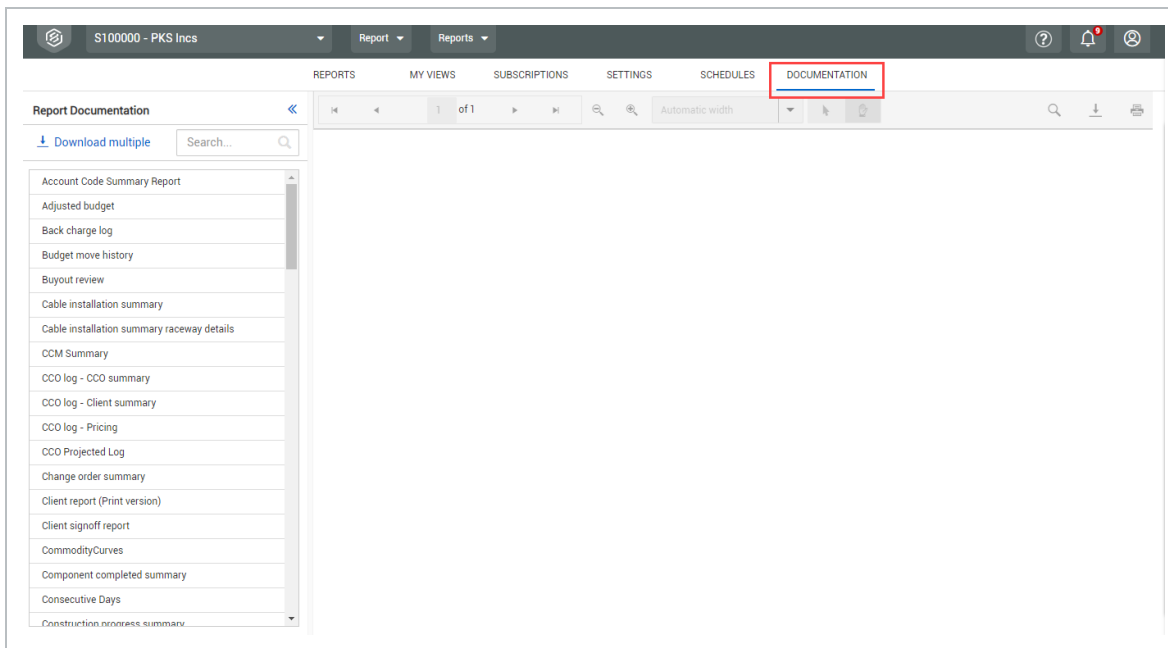 S100000 - PKS Incs Report Reports ? 9
REPORTS MY VIEWS SUBSCRIPTIONS SETTINGS SCHEDULES DOCUMENTATION
Report Documentation 1 of 1 Automatic width
Download multiple Search...
Account Code Summary Report
Adjusted budget
Back charge log
Budget move history
Buyout review
Cable installation summary
Cable installation summary raceway details
CCM Summary
CCO log - CCO summary
CCO log - Client summary
CCO log - Pricing
CCO Projected Log
Change order summary
Client report (Print version)
Client signoff report
CommodityCurves
Component completed summary
Consecutive Days
Construction progress summary